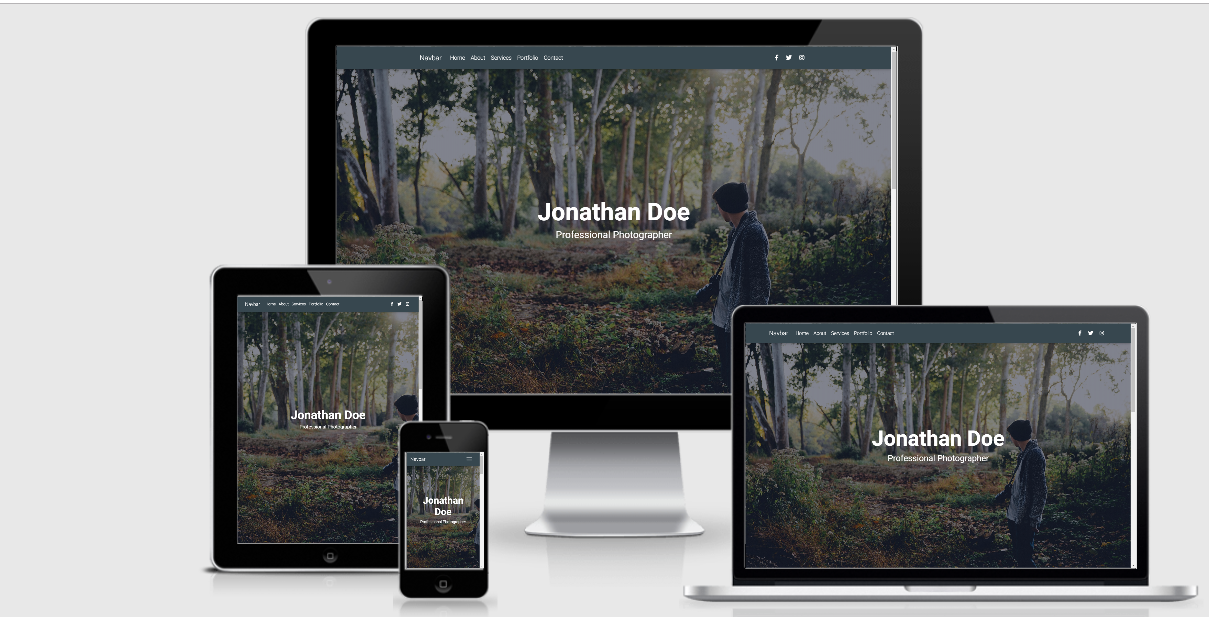 Navbar Home About Services Portfolio Contact
Jonathan Doe
Professional Photographer
Navbar Home About Services Portfolio Contact
Jonathan Doe
Professional Photographer
Navbar
Jonathan
Doe
Professional Photographer
Navbar Home About Services Portfolio Contact
Jonathan Doe
Professional Photographer